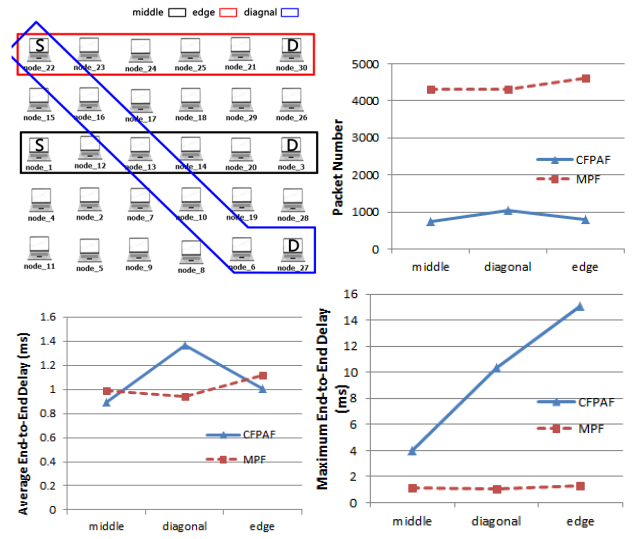 middle edge diagnal
S D
node_22 node_23 node_24 node_25 node_21 node_30
node_15 node_16 node_17 node_18 node_29 node_26
S D
node_1 node_12 node_13 node_14 node_20 node_3
node_4 node_2 node_7 node_10 node_19 node_28
D
node_11 node_5 node_9 node_8 node_6 node_27
5000
4000
3000
2000
1000
0
Packet Number
CFPAF
MPF
middle diagonal edge
1.6
1.4
1.2
1
0.8
0.6
0.4
0.2
0
Average End-to-End Delay (ms)
CFPAF
MPF
middle diagonal edge
16
14
12
10
8
6
4
2
0
Maximum End-to-End Delay
(ms)
CFPAF
MPF
middle diagonal edge